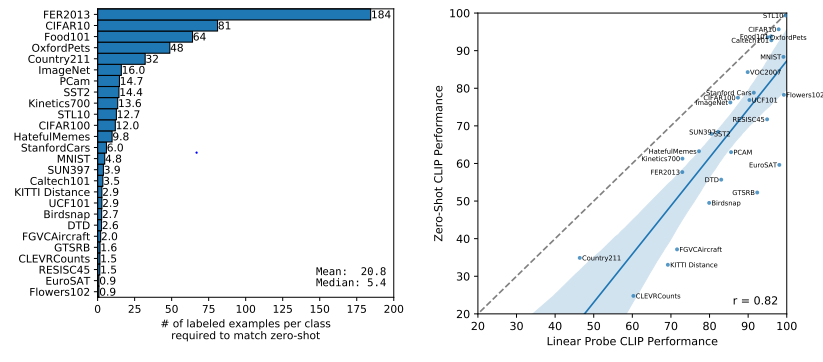 FER2013 184
CIFAR10 81
Food101 64
OxfordPets 48
Country211 32
ImageNet 16.0
PCam 14.7
SST2 14.4
Kinetics700 13.6
STL10 12.7
CIFAR100 12.0
HatefulMemes 9.8
StanfordCars 6.0
MNIST 4.8
SUN397 3.9
Caltech101 3.5
KITTI Distance 2.9
UCF101 2.9
Birdsnap 2.7
DTD 2.6
FGVCAircraft 2.0
GTSRB 1.6
CLEVRCounts 1.5
RESISC45 1.5
EuroSAT 0.9
Flowers102 0.9
Mean: 20.8
Median: 5.4
0 25 50 75 100 125 150 175 200
# of labeled examples per class
required to match zero-shot
Zero-Shot CLIP Performance
100
90
80
70
60
50
40
30
20
STL10
CIFAR10
Food101
OxfordPets
Caltech101
MNIST
VOC2007
Stanford Cars
CIFAR100
ImageNet
UCF101
Flowers102
RESISC45
SUN397
SST2
HatefulMemes
PCAM
Kinetics700
EuroSAT
FER2013
DTD
GTSRB
Birdsnap
FGVCAircraft
Country211
KITTI Distance
CLEVRCounts
r = 0.82
20 30 40 50 60 70 80 90 100
Linear Probe CLIP Performance